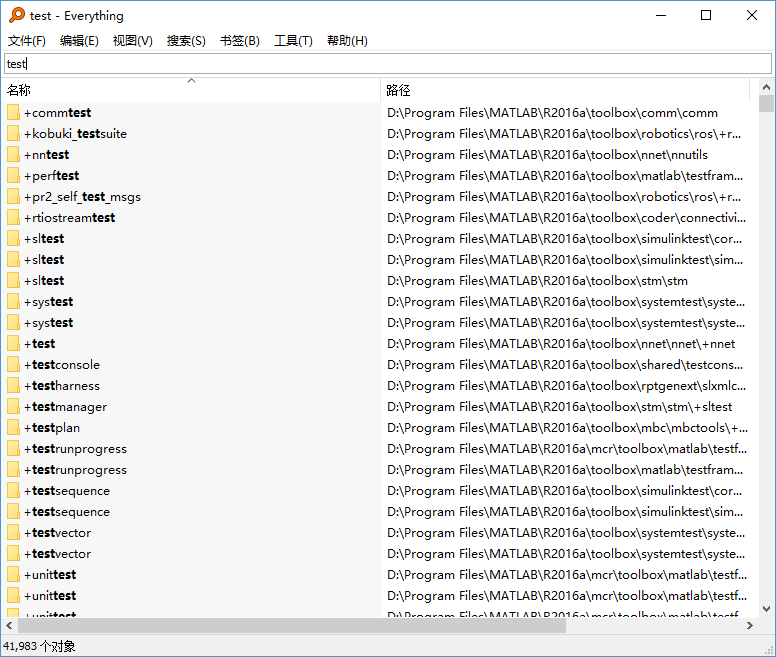 test - Everything
文件(F) 编辑(E) 视图(V) 搜索(S) 书签(B) 工具(T) 帮助(H)
test
名称 路径
+commtest D:\Program Files\MATLAB\R2016a\toolbox\comm\comm
+kobuki_testsuite D:\Program Files\MATLAB\R2016a\toolbox\robotics\ros\+r...
+nntest D:\Program Files\MATLAB\R2016a\toolbox\nnet\nnutils
+perftest D:\Program Files\MATLAB\R2016a\toolbox\matlab\testfram...
+pr2_self_test_msgs D:\Program Files\MATLAB\R2016a\toolbox\robotics\ros\+r...
+rtiostreamtest D:\Program Files\MATLAB\R2016a\toolbox\coder\connectivi...
+sltest D:\Program Files\MATLAB\R2016a\toolbox\simulinktest\cor...
+sltest D:\Program Files\MATLAB\R2016a\toolbox\simulinktest\sim...
+sltest D:\Program Files\MATLAB\R2016a\toolbox\stm\stm
+systest D:\Program Files\MATLAB\R2016a\toolbox\systemtest\syste...
+systest D:\Program Files\MATLAB\R2016a\toolbox\systemtest\syste...
+test D:\Program Files\MATLAB\R2016a\toolbox\nnet\nnet\+nnet
+testconsole D:\Program Files\MATLAB\R2016a\toolbox\shared\testcons...
+testharness D:\Program Files\MATLAB\R2016a\toolbox\rptgenext\slxmlc...
+testmanager D:\Program Files\MATLAB\R2016a\toolbox\stm\stm\+sltest
+testplan D:\Program Files\MATLAB\R2016a\toolbox\mbc\mbctools\+...
+testrunprogress D:\Program Files\MATLAB\R2016a\mcr\toolbox\matlab\testf...
+testrunprogress D:\Program Files\MATLAB\R2016a\toolbox\matlab\testfram...
+testsequence D:\Program Files\MATLAB\R2016a\toolbox\simulinktest\cor...
+testsequence D:\Program Files\MATLAB\R2016a\toolbox\simulinktest\sim...
+testvector D:\Program Files\MATLAB\R2016a\toolbox\systemtest\syste...
+testvector D:\Program Files\MATLAB\R2016a\toolbox\systemtest\syste...
+unittest D:\Program Files\MATLAB\R2016a\mcr\toolbox\matlab\testf...
+unittest D:\Program Files\MATLAB\R2016a\mcr\toolbox\matlab\testf...
+unittest D:\Program Files\MATLAB\R2016a\mcr\toolbox\matlab\testf...
41,983 个对象